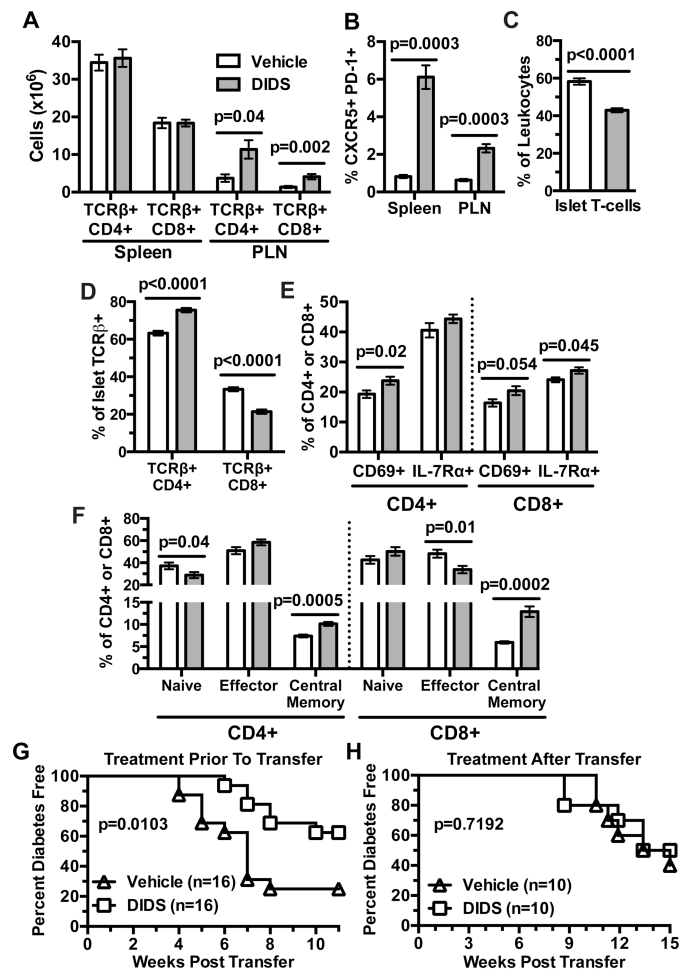 A
Cells (x10⁶)
40
30
20
10
0
Vehicle
DIDS
p=0.04
p=0.002
TCRβ+ TCRβ+ TCRβ+ TCRβ+
CD4+ CD8+ CD4+ CD8+
Spleen PLN
B
% CXCR5+ PD-1+
8
6
4
2
0
p=0.0003
p=0.0003
Spleen PLN
C
% of Leukocytes
80
60
40
20
0
p<0.0001
Islet T-cells
D
% of Islet TCRβ+
80
60
40
20
0
p<0.0001
p<0.0001
TCRβ+ TCRβ+
CD4+ CD8+
E
% of CD4+ or CD8+
50
40
30
20
10
0
p=0.02
p=0.054
p=0.045
CD69+ IL-7Rα+ CD69+ IL-7Rα+
CD4+ CD8+
F
% of CD4+ or CD8+
90
70
50
30
15
10
5
0
p=0.04
p=0.0005
p=0.01
p=0.0002
Naive Effector Central Naive Effector Central
Memory Memory
CD4+ CD8+
G
Treatment Prior To Transfer
Percent Diabetes Free
100
80
60
40
20
0
p=0.0103
Vehicle (n=16)
DIDS (n=16)
0 2 4 6 8 10
Weeks Post Transfer
H
Treatment After Transfer
Percent Diabetes Free
100
80
60
40
20
0
p=0.7192
Vehicle (n=10)
DIDS (n=10)
0 3 6 9 12 15
Weeks Post Transfer